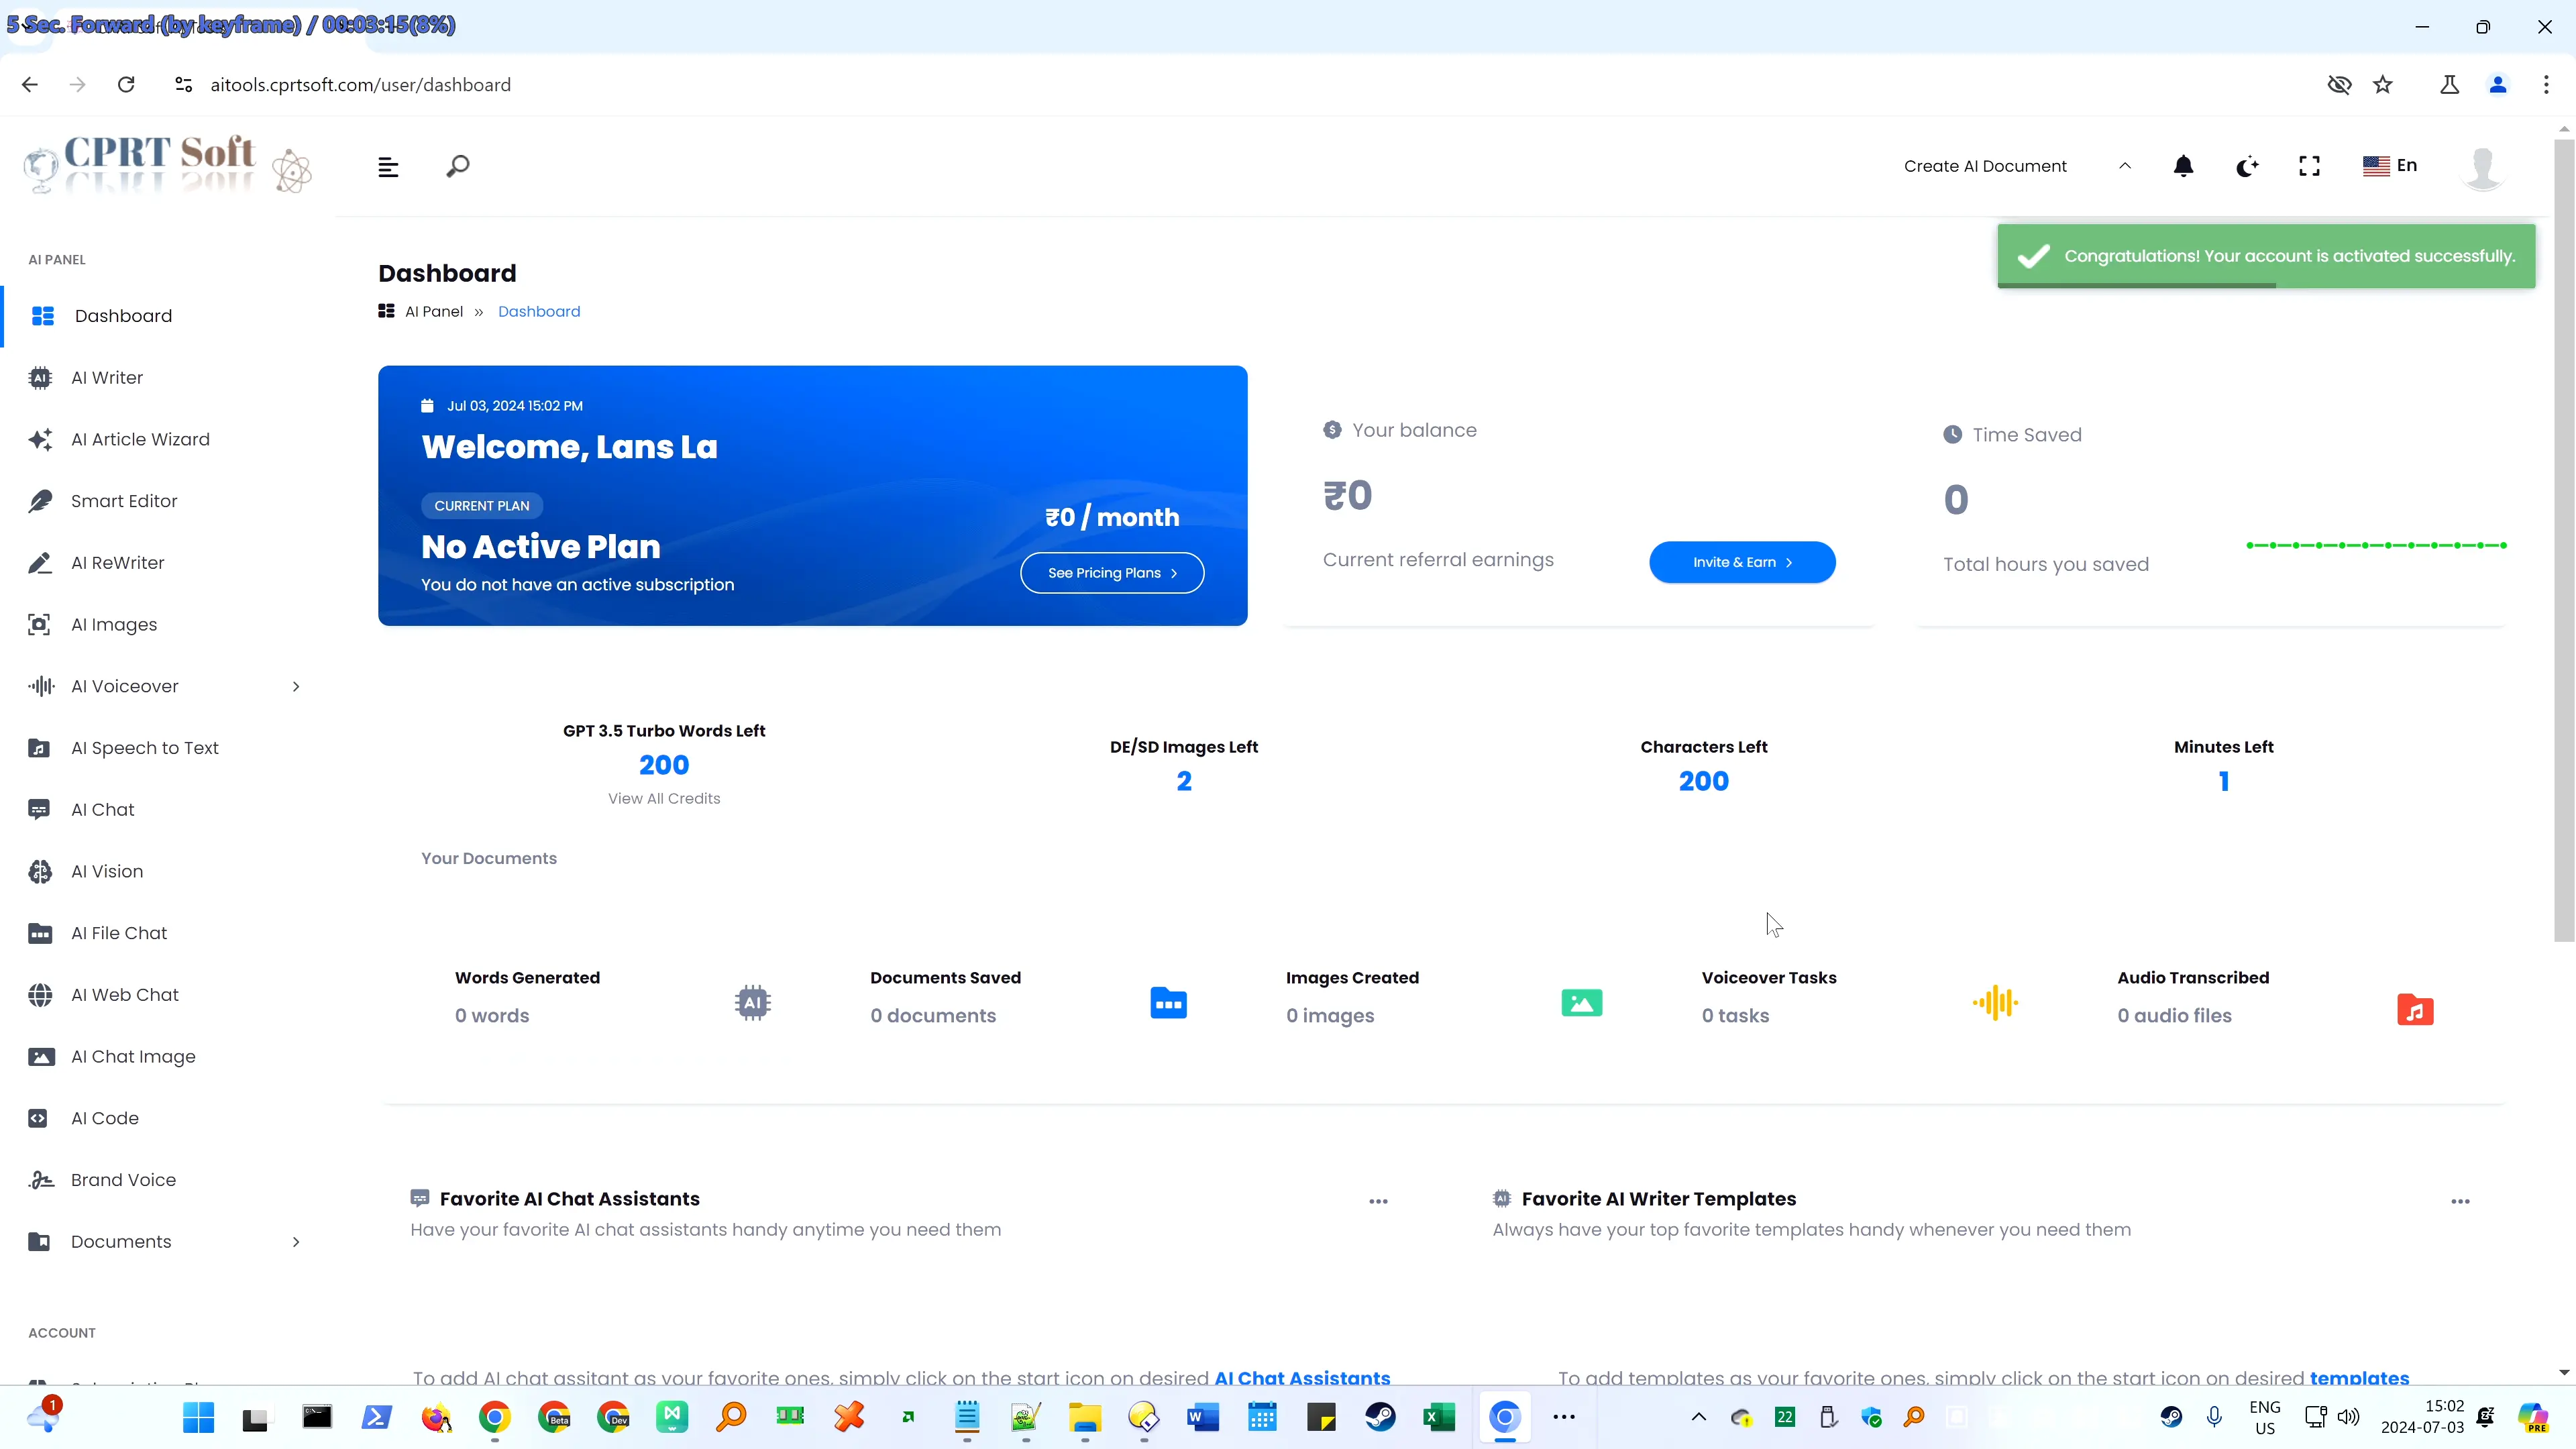 5 Sec. Forward (by keyframe) / 00:03:15(8%)
aitools.cprtsoft.com/user/dashboard
CPRT Soft
Create AI Document
En
Congratulations! Your account is activated successfully.
AI PANEL
Dashboard
AI Writer
AI Article Wizard
Smart Editor
AI ReWriter
AI Images
AI Voiceover
AI Speech to Text
AI Chat
AI Vision
AI File Chat
AI Web Chat
AI Chat Image
AI Code
Brand Voice
Documents
ACCOUNT
Dashboard
AI Panel » Dashboard
Jul 03, 2024 15:02 PM
Welcome, Lans La
CURRENT PLAN
No Active Plan
You do not have an active subscription
₹0 / month
See Pricing Plans
Your balance
₹0
Current referral earnings
Invite & Earn
Time Saved
0
Total hours you saved
GPT 3.5 Turbo Words Left
200
View All Credits
DE/SD Images Left
2
Characters Left
200
Minutes Left
1
Your Documents
Words Generated
0 words
AI
Documents Saved
0 documents
Images Created
0 images
Voiceover Tasks
0 tasks
Audio Transcribed
0 audio files
Favorite AI Chat Assistants
Have your favorite AI chat assistants handy anytime you need them
To add AI chat assitant as your favorite ones, simply click on the start icon on desired AI Chat Assistants
Favorite AI Writer Templates
Always have your top favorite templates handy whenever you need them
To add templates as your favorite ones, simply click on the start icon on desired templates
1
Beta
Dev
22
ENG
US
15:02
2024-07-03
PRE